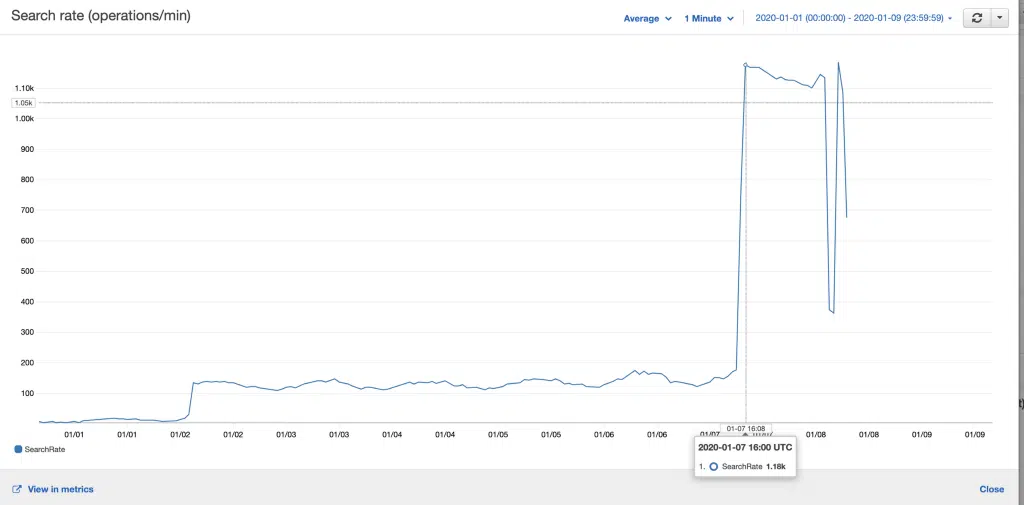 Search rate (operations/min)
Average 1 Minute 2020-01-01 (00:00:00) - 2020-01-09 (23:59:59)
1.10k
1.05k
1.00k
900
800
700
600
500
400
300
200
100
01/01 01/01 01/02 01/02 01/03 01/03 01/04 01/04 01/05 01/05 01/06 01/06 01/07 01/07 01/08 01/08 01/09 01/09
01-07 16:08
SearchRate
2020-01-07 16:00 UTC
1. SearchRate 1.18k
View in metrics
Close